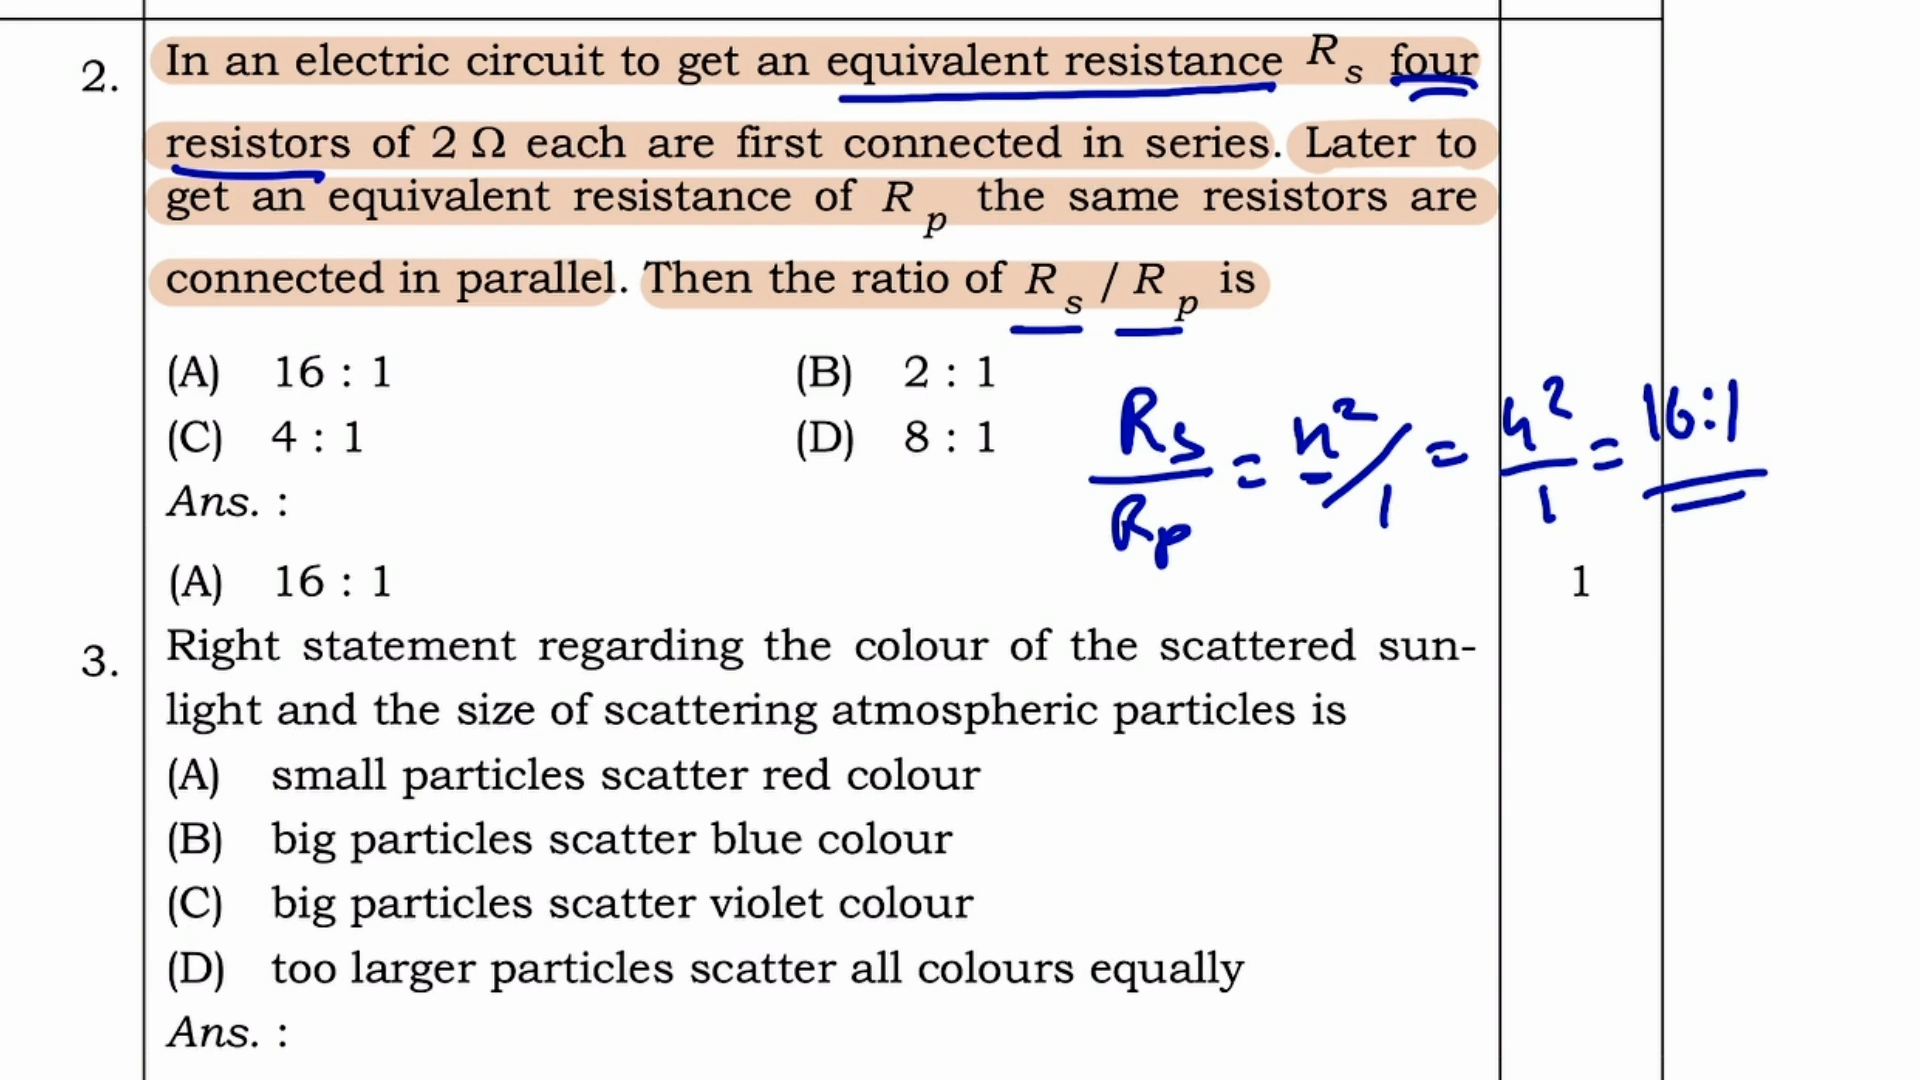 2. In an electric circuit to get an equivalent resistance R s four
resistors of 2 Ω each are first connected in series. Later to
get an equivalent resistance of R p the same resistors are
connected in parallel. Then the ratio of R s / R p is
(A) 16 : 1 (B) 2 : 1
(C) 4 : 1 (D) 8 : 1
Rs/Rp = n²/1 = 4²/1 = 16:1
Ans. :
(A) 16 : 1 1
3. Right statement regarding the colour of the scattered sun-
light and the size of scattering atmospheric particles is
(A) small particles scatter red colour
(B) big particles scatter blue colour
(C) big particles scatter violet colour
(D) too larger particles scatter all colours equally
Ans. :